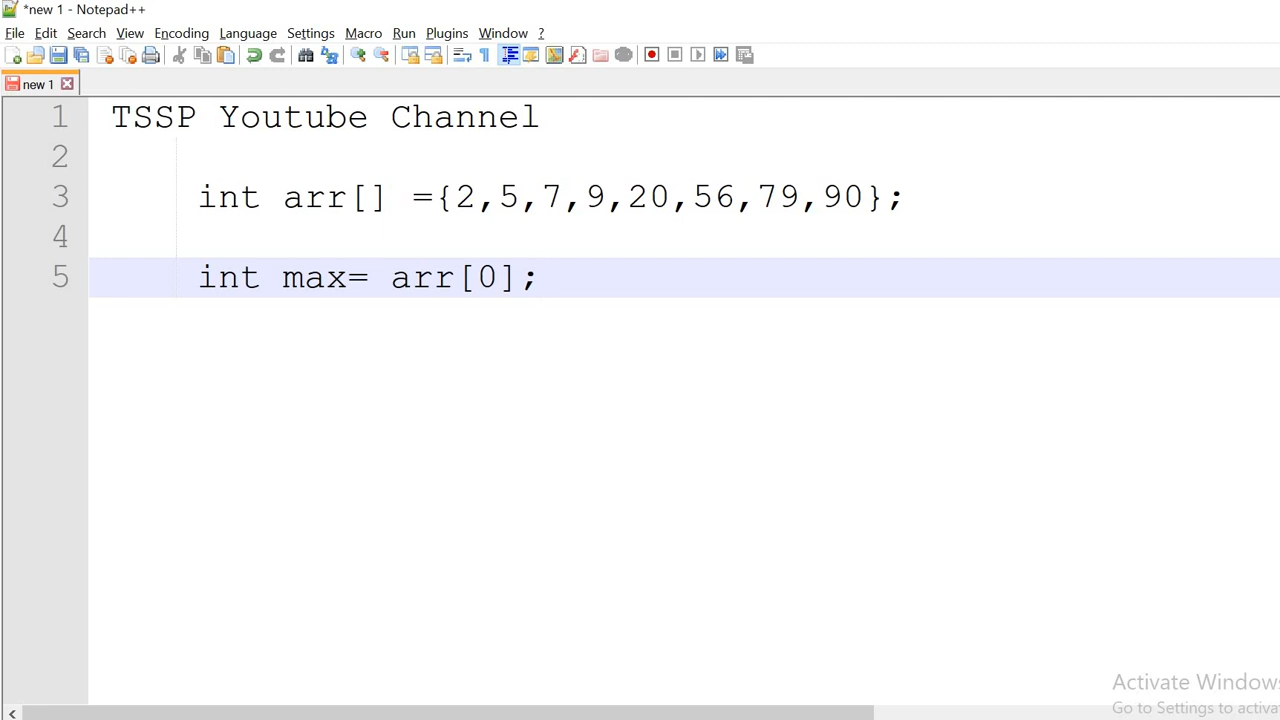 *new 1 - Notepad++
File Edit Search View Encoding Language Settings Macro Run Plugins Window ?
new 1
1 TSSP Youtube Channel
2
3 int arr[] ={2,5,7,9,20,56,79,90};
4
5 int max= arr[0];
Activate Windows
Go to Settings to activa